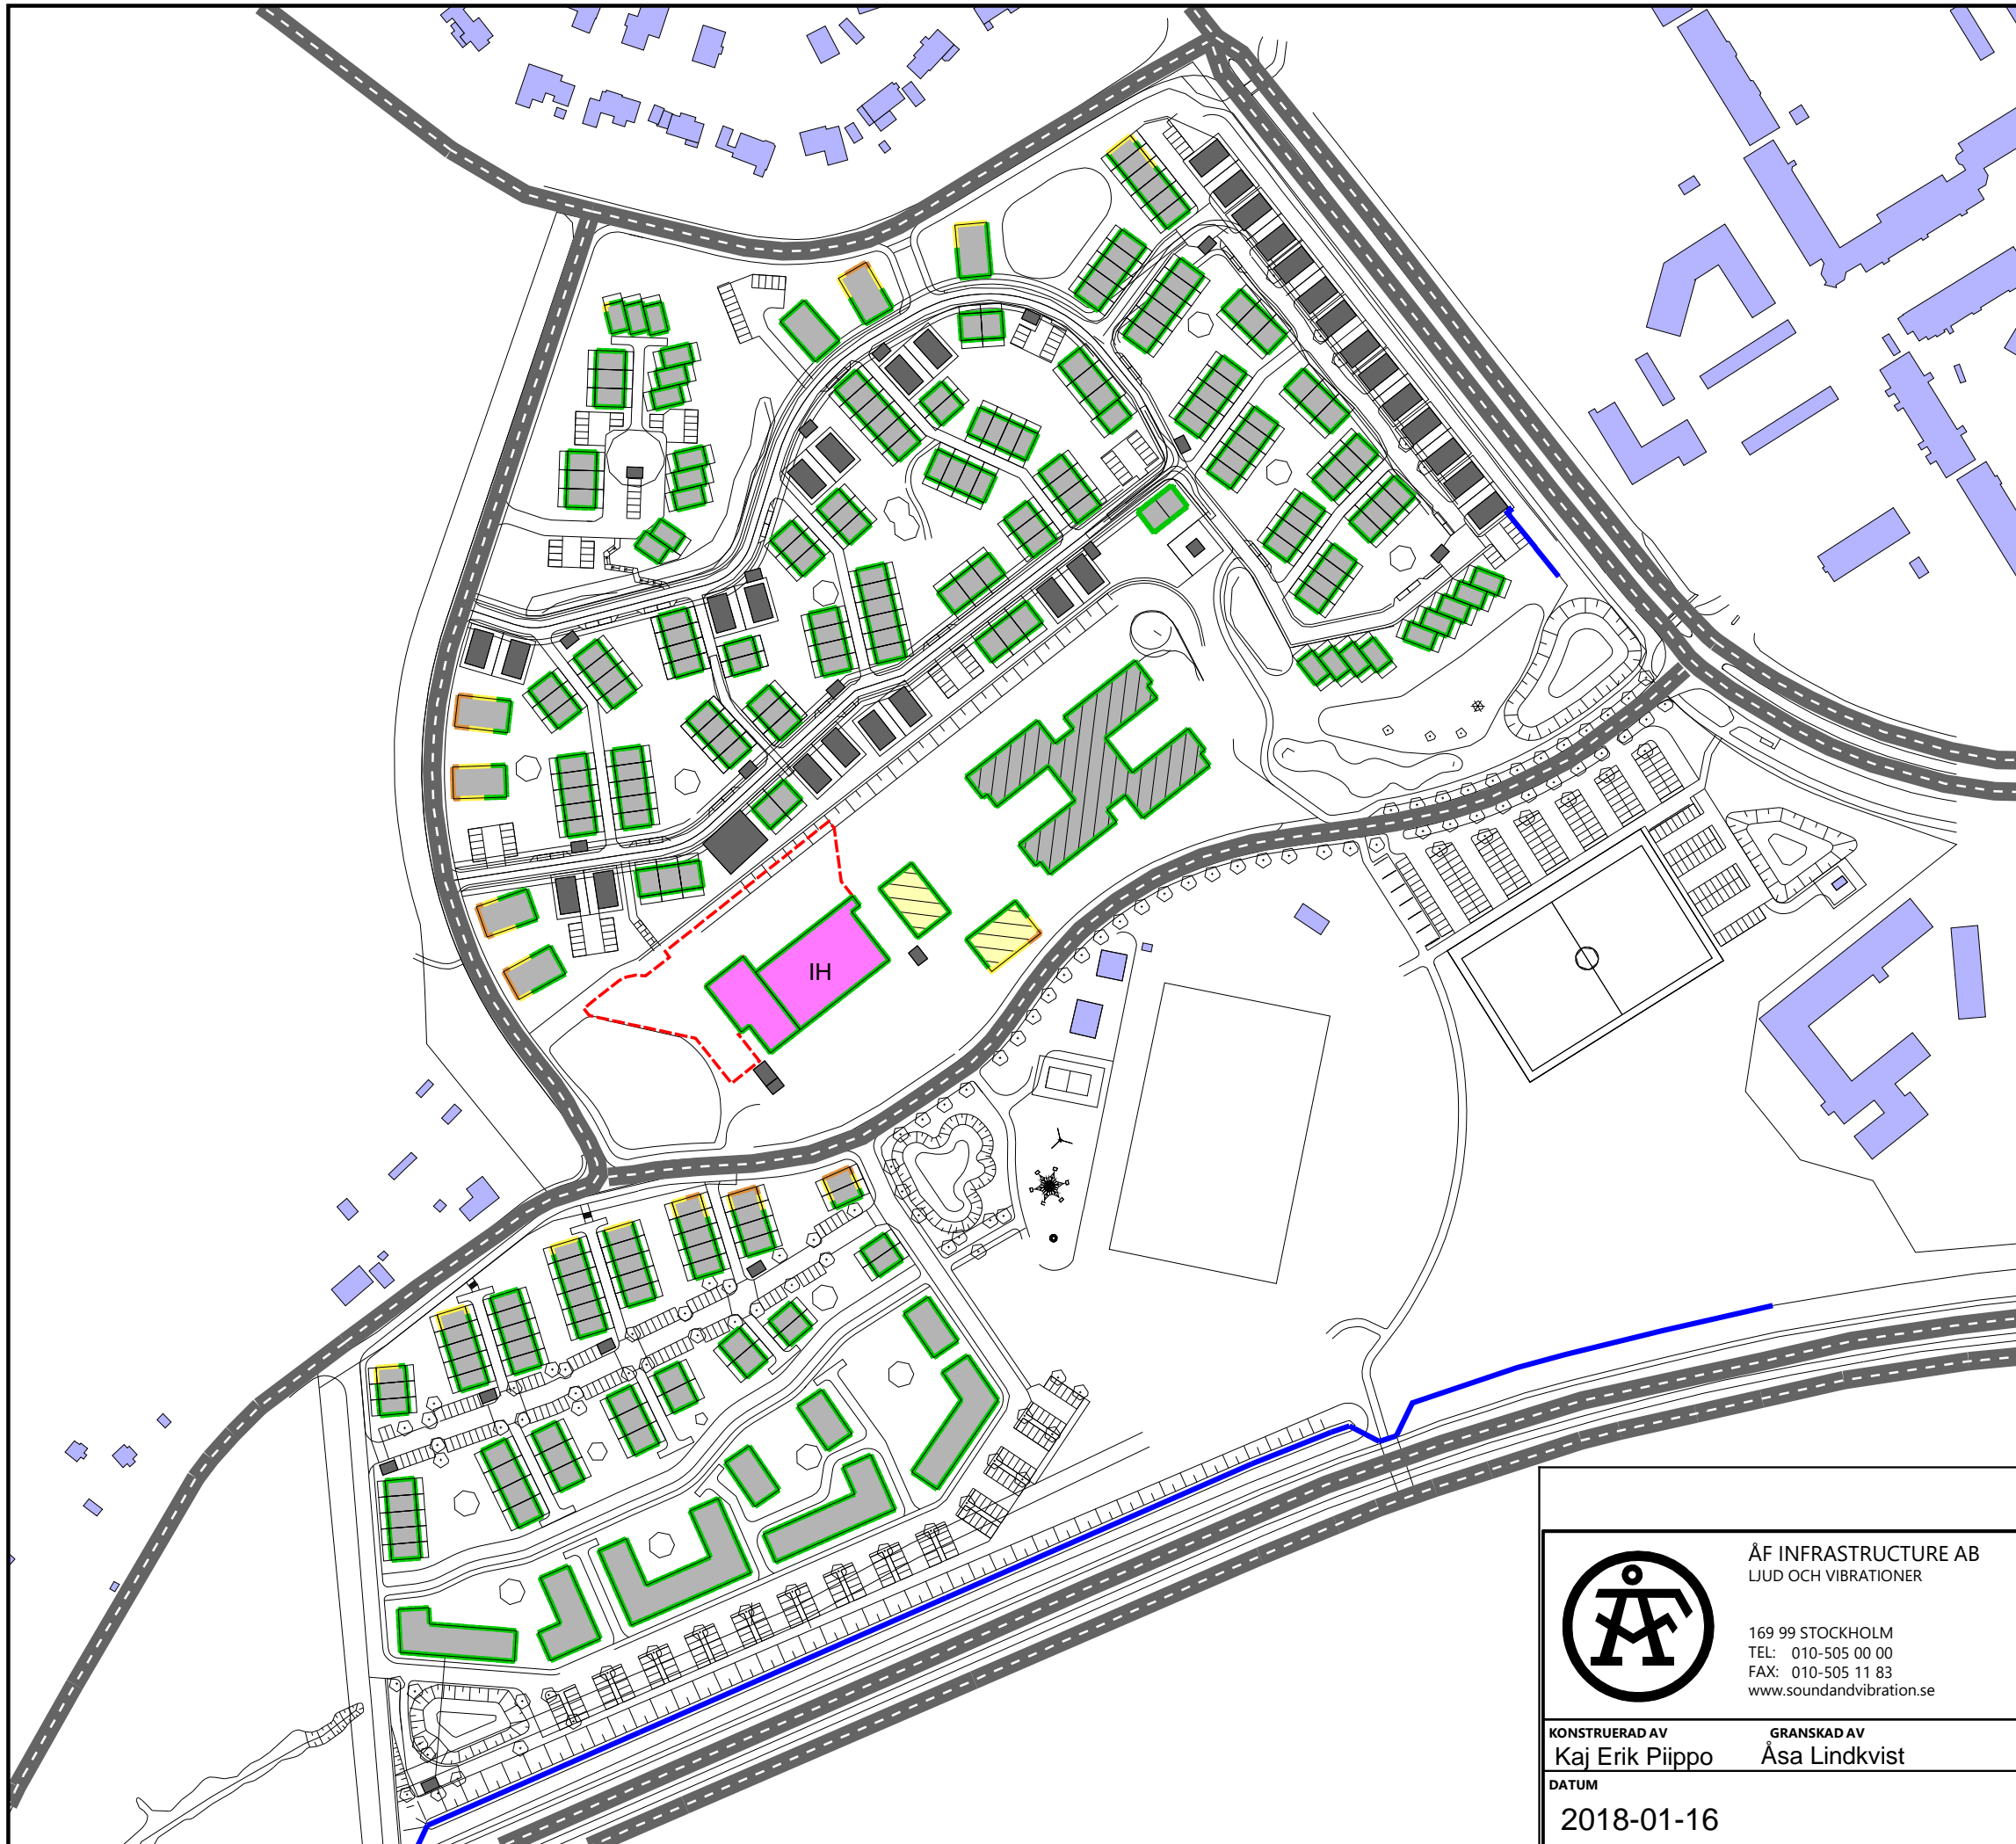 IH
ÅF INFRASTRUCTURE AB
LJUD OCH VIBRATIONER
169 99 STOCKHOLM
TEL: 010-505 00 00
FAX: 010-505 11 83
www.soundandvibration.se
KONSTRUERAD AV
Kaj Erik Piippo
GRANSKAD AV
Åsa Lindkvist
DATUM
2018-01-16